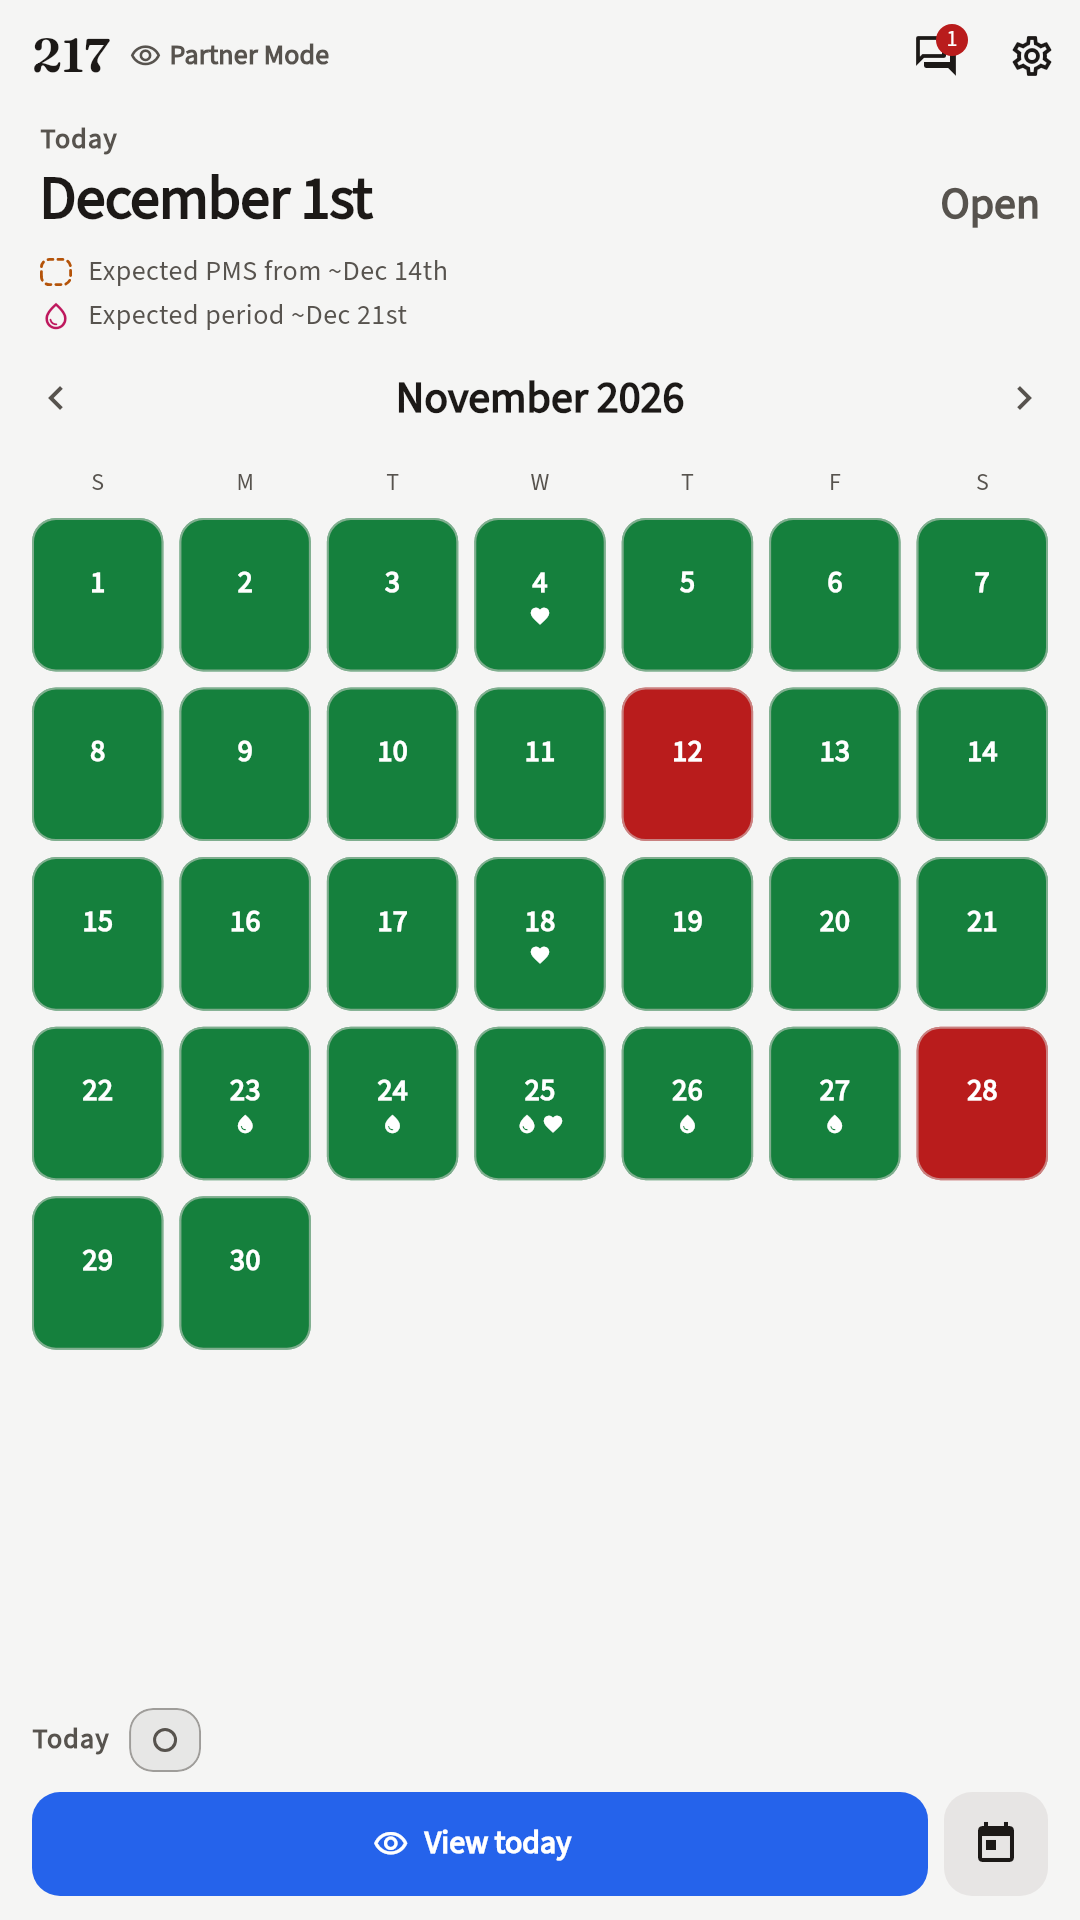 217 Partner Mode 1
Today
December 1st Open
Expected PMS from ~Dec 14th
Expected period ~Dec 21st
November 2026
S M T W T F S
1 2 3 4 5 6 7
8 9 10 11 12 13 14
15 16 17 18 19 20 21
22 23 24 25 26 27 28
29 30
Today
View today